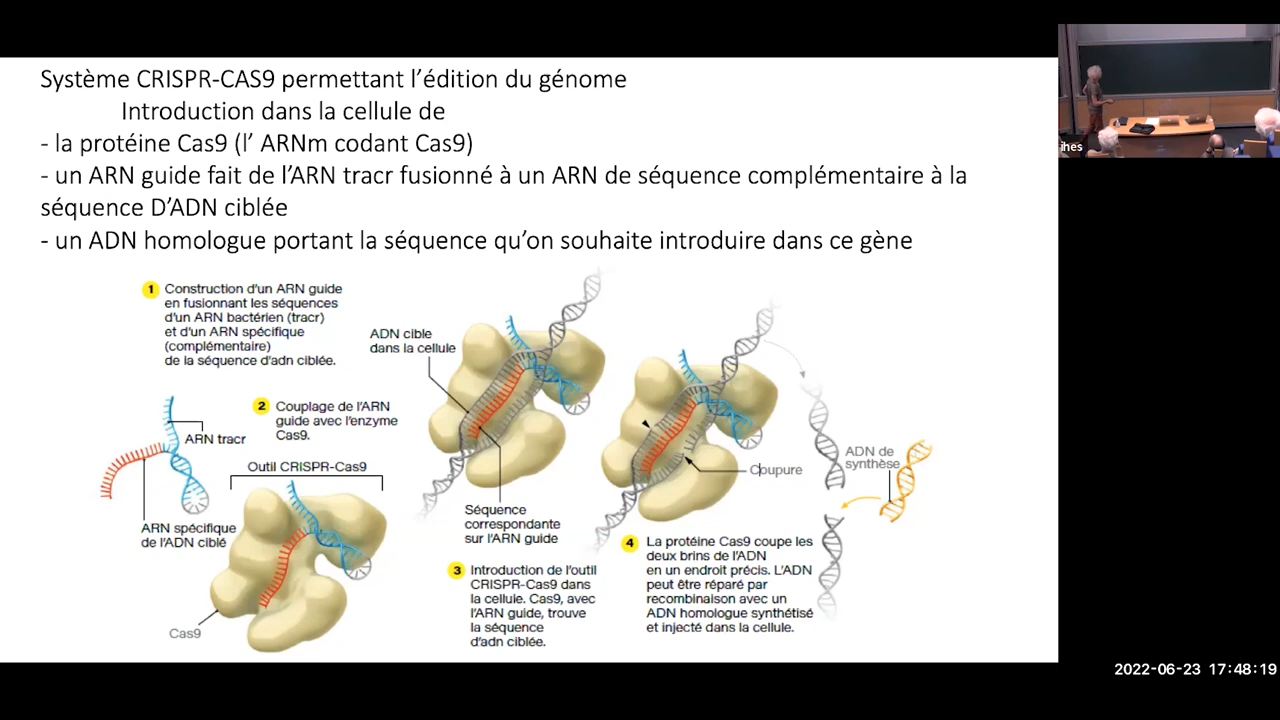 Système CRISPR-CAS9 permettant l'édition du génome
Introduction dans la cellule de
- la protéine Cas9 (l' ARNm codant Cas9)
- un ARN guide fait de l'ARN tracr fusionné à un ARN de séquence complémentaire à la
séquence D'ADN ciblée
- un ADN homologue portant la séquence qu'on souhaite introduire dans ce gène
1 Construction d'un ARN guide
en fusionnant les séquences
d'un ARN bactérien (tracr)
et d'un ARN spécifique
(complémentaire)
de la séquence d'adn ciblée.
ARN tracr
ARN spécifique
de l'ADN ciblé
2 Couplage de l'ARN
guide avec l'enzyme
Cas9.
Outil CRISPR-Cas9
Cas9
ADN cible
dans la cellule
Séquence
correspondante
sur l'ARN guide
3 Introduction de l'outil
CRISPR-Cas9 dans
la cellule. Cas9, avec
l'ARN guide, trouve
la séquence
d'adn ciblée.
Coupure
ADN de
synthèse
4 La protéine Cas9 coupe les
deux brins de l'ADN
en un endroit précis. L'ADN
peut être réparé par
recombinaison avec un
ADN homologue synthétisé
et injecté dans la cellule.
ihes
2022-06-23 17:48:19